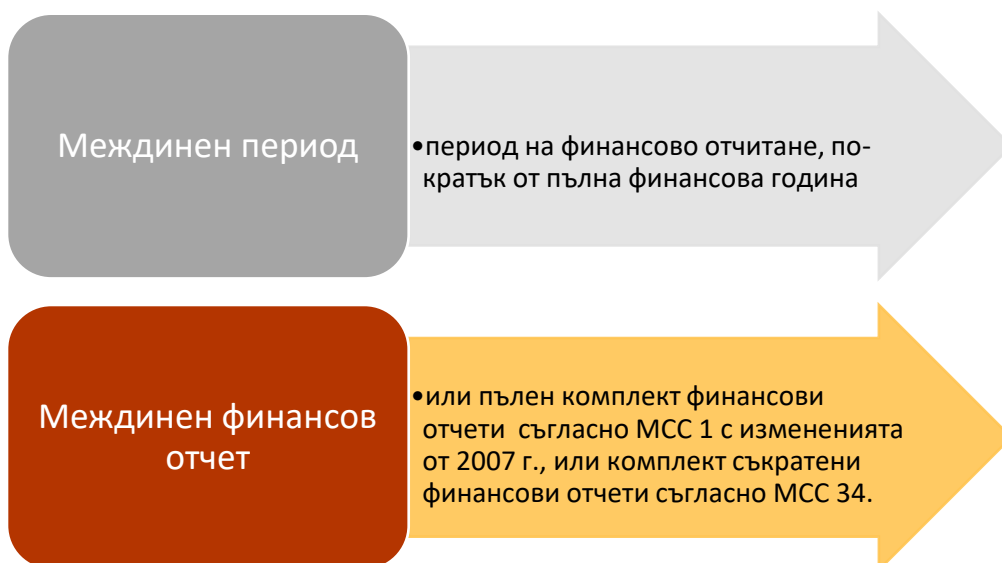 Междинен период
•период на финансово отчитане, по-
кратък от пълна финансова година
Междинен финансов
отчет
•или пълен комплект финансови
отчети съгласно МСС 1 с измененията
от 2007 г., или комплект съкратени
финансови отчети съгласно МСС 34.